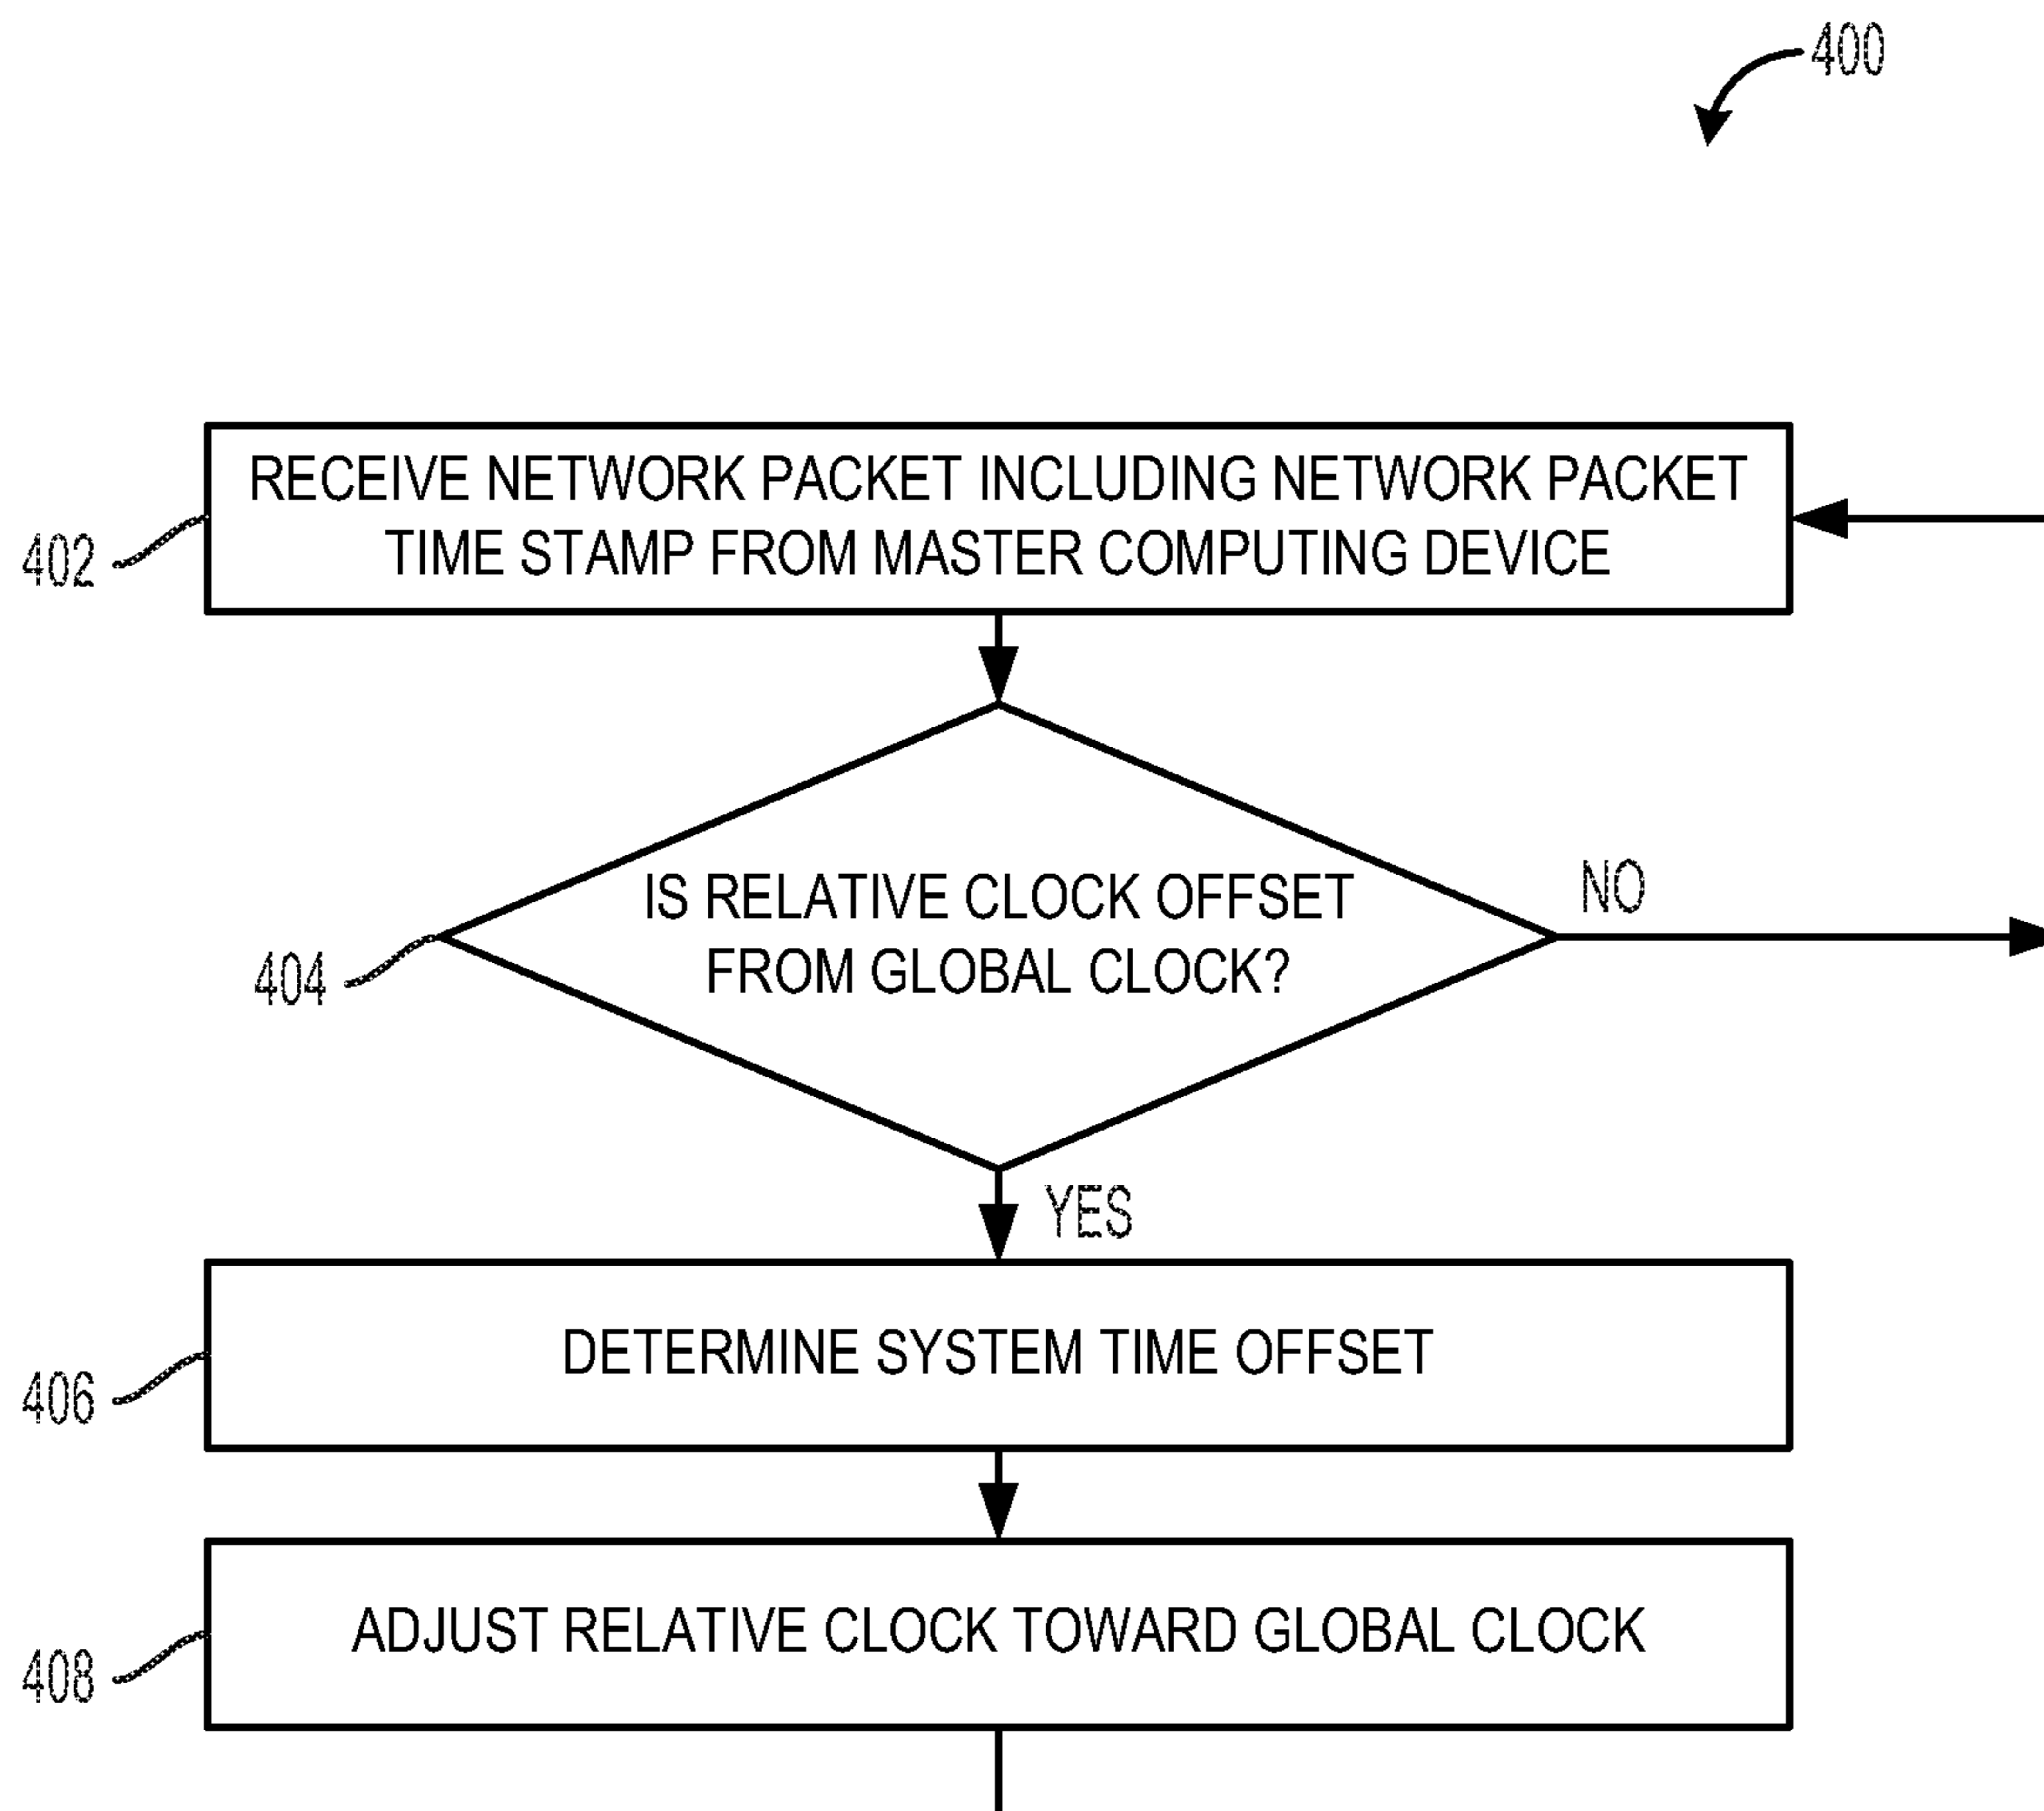 400
RECEIVE NETWORK PACKET INCLUDING NETWORK PACKET
TIME STAMP FROM MASTER COMPUTING DEVICE
402
IS RELATIVE CLOCK OFFSET
FROM GLOBAL CLOCK?
NO
404
YES
DETERMINE SYSTEM TIME OFFSET
406
ADJUST RELATIVE CLOCK TOWARD GLOBAL CLOCK
408